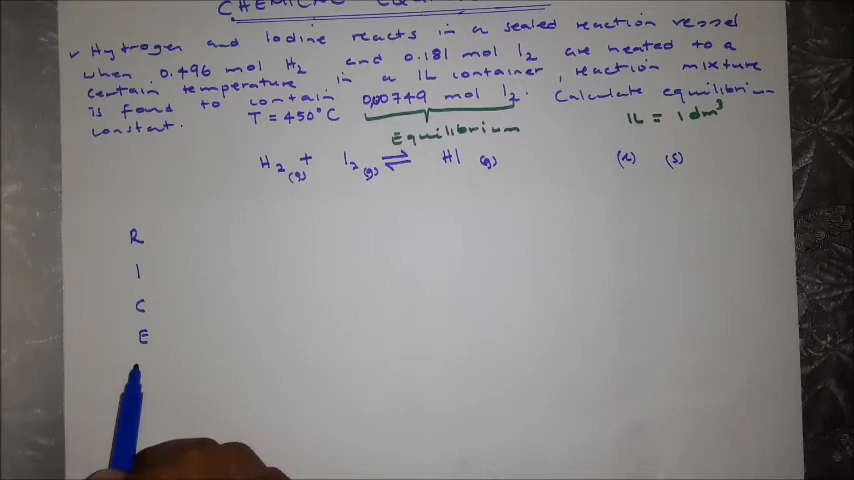 CHEMICAL
✓ Hytrogen and Iodine reacts in a sealed reaction vessel
when 0.496 mol H2 and 0.181 mol I2 are heated to a
certain temperature in a 1L container, reaction mixture
is found to contain 0,00749 mol I2. Calculate equilibrium
constant. T = 450°C
Equilibrium
1L = 1dm³
H2(g) + I2(g) ⇌ HI (g)
(l) (s)
R
I
C
E